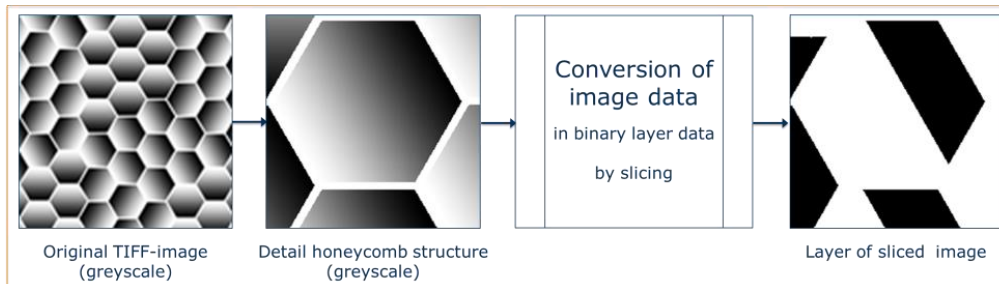 Conversion of
image data
in binary layer data
by slicing
Original TIFF-image
(greyscale)
Detail honeycomb structure
(greyscale)
Layer of sliced image